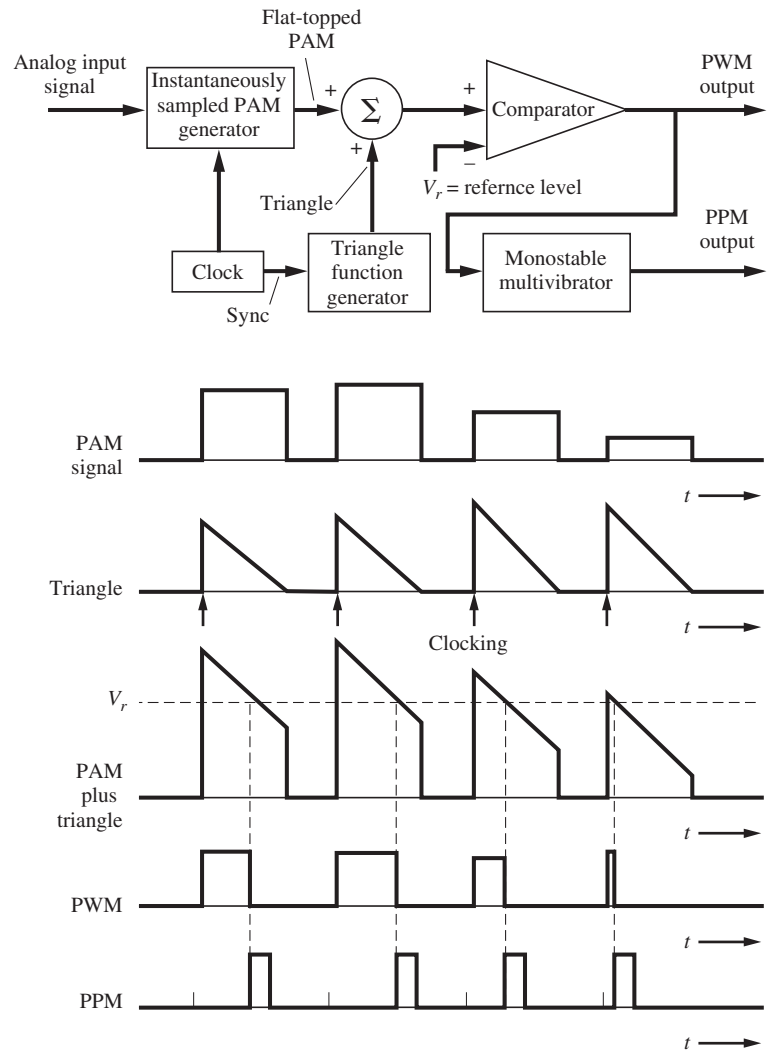 Flat-topped
PAM
Analog input
signal
Instantaneously
sampled PAM
generator
+
Σ
+
+
Comparator
−
PWM
output
V_r = refernce level
Triangle
PPM
output
Clock
Sync
Triangle
function
generator
Monostable
multivibrator
PAM
signal
t
Triangle
Clocking
t
V_r
PAM
plus
triangle
t
PWM
t
PPM
t